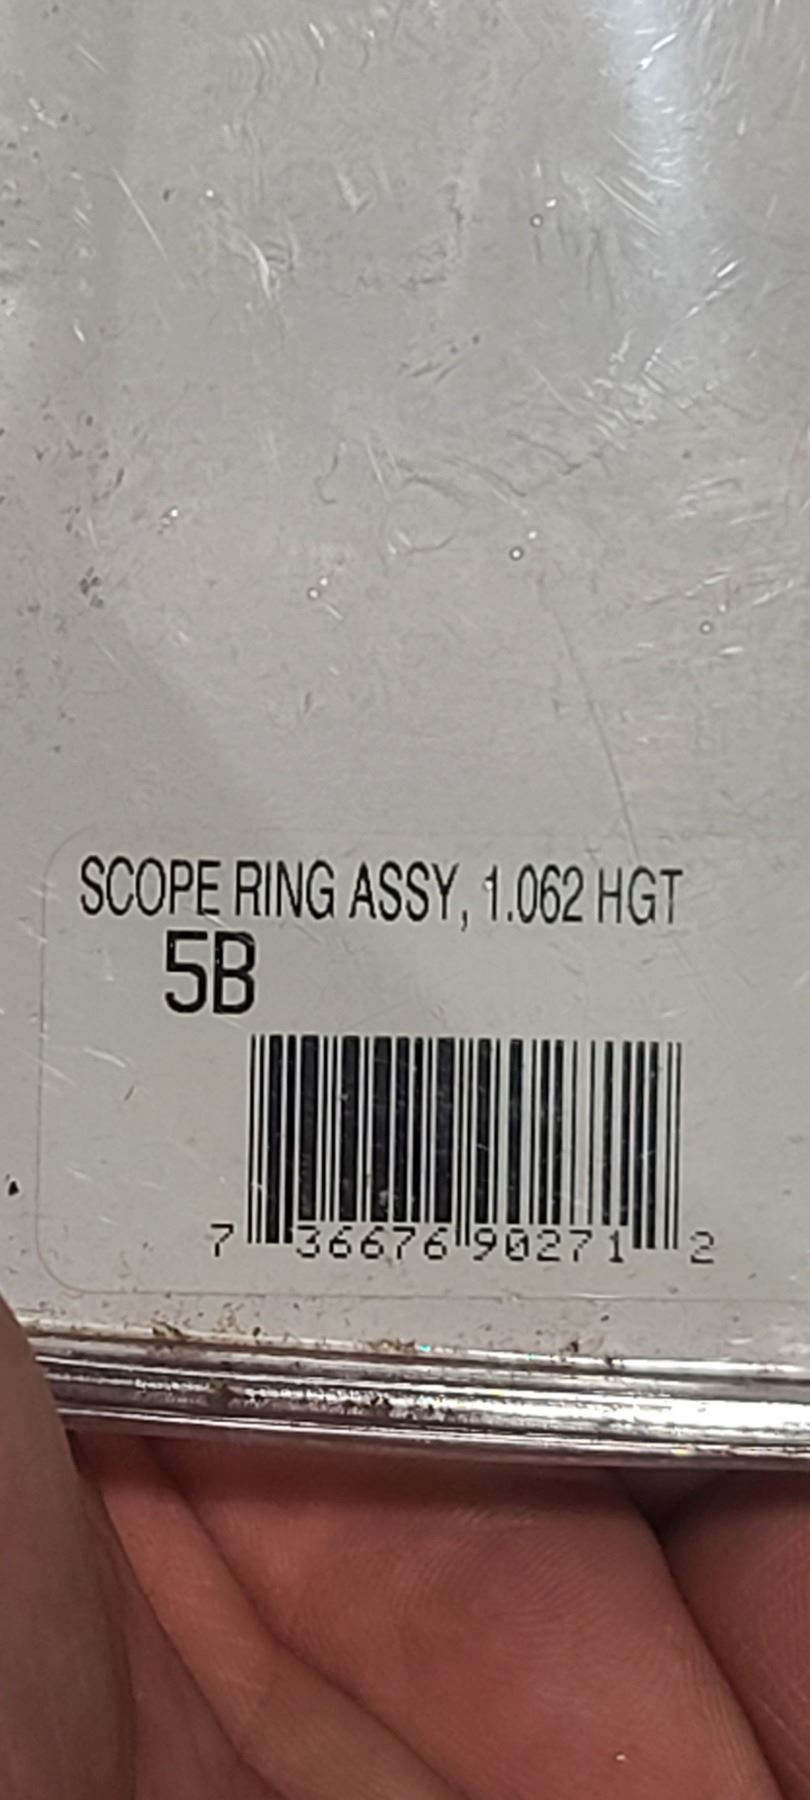 SCOPE RING ASSY, 1.062 HGT
5B
7 36676 90271 2